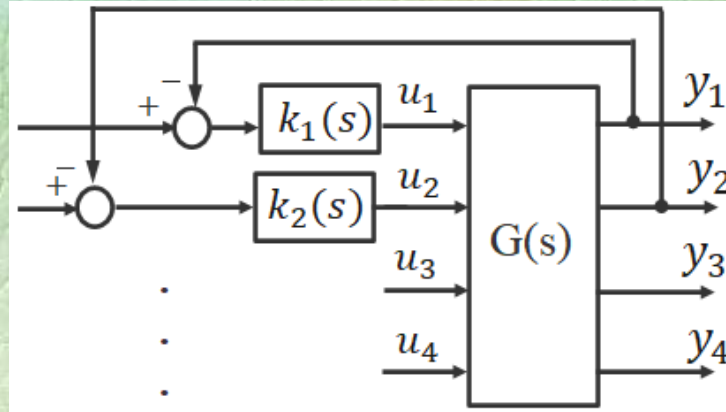 −
+
k₁(s)
u₁
y₁
−
+
k₂(s)
u₂
y₂
G(s)
u₃
y₃
u₄
y₄